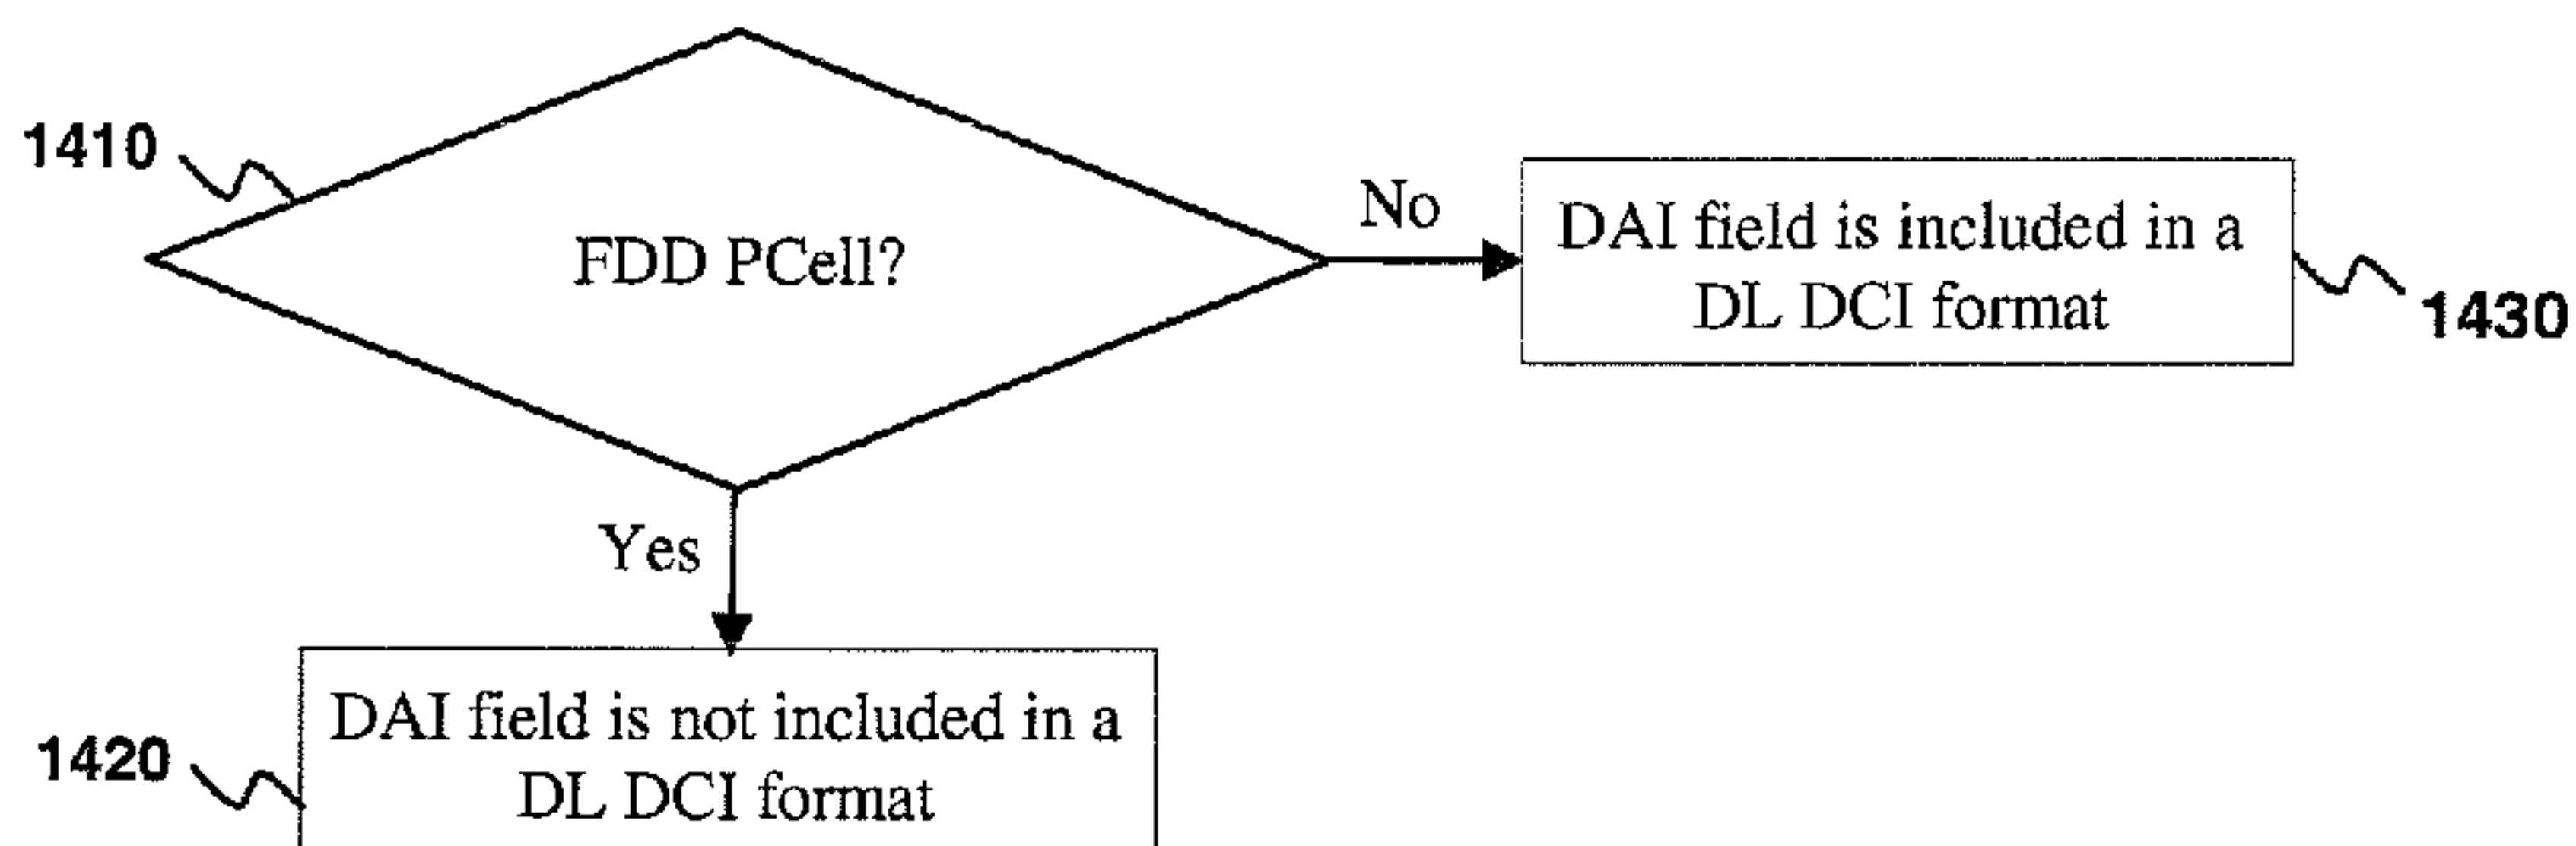 1410
FDD PCell?
No
DAI field is included in a
DL DCI format
1430
Yes
DAI field is not included in a
DL DCI format
1420